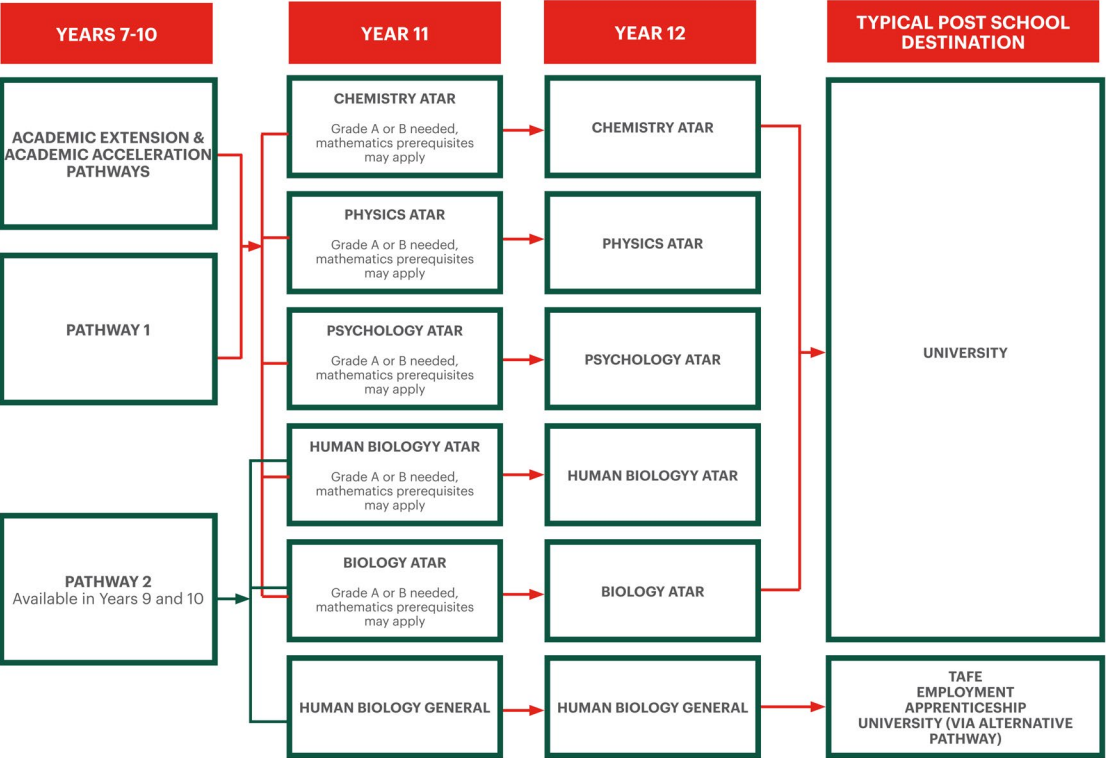 YEARS 7-10
YEAR 11
YEAR 12
TYPICAL POST SCHOOL
DESTINATION
ACADEMIC EXTENSION &
ACADEMIC ACCELERATION
PATHWAYS
PATHWAY 1
PATHWAY 2
Available in Years 9 and 10
CHEMISTRY ATAR
Grade A or B needed,
mathematics prerequisites
may apply
PHYSICS ATAR
Grade A or B needed,
mathematics prerequisites
may apply
PSYCHOLOGY ATAR
Grade A or B needed,
mathematics prerequisites
may apply
HUMAN BIOLOGYY ATAR
Grade A or B needed,
mathematics prerequisites
may apply
BIOLOGY ATAR
Grade A or B needed,
mathematics prerequisites
may apply
HUMAN BIOLOGY GENERAL
CHEMISTRY ATAR
PHYSICS ATAR
PSYCHOLOGY ATAR
HUMAN BIOLOGYY ATAR
BIOLOGY ATAR
HUMAN BIOLOGY GENERAL
UNIVERSITY
TAFE
EMPLOYMENT
APPRENTICESHIP
UNIVERSITY (VIA ALTERNATIVE
PATHWAY)